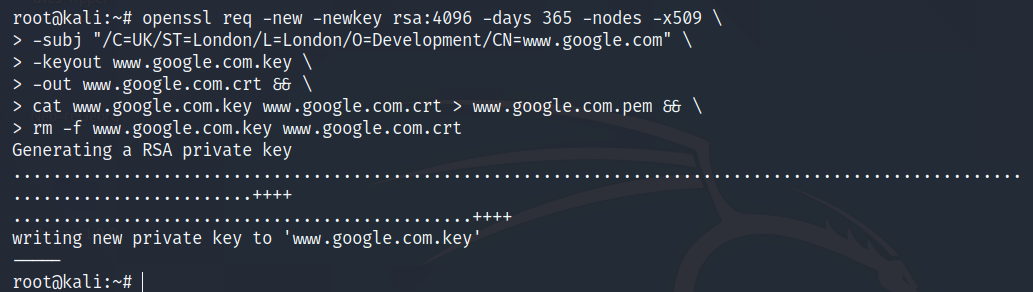 root@kali:~# openssl req -new -newkey rsa:4096 -days 365 -nodes -x509 \
> -subj "/C=UK/ST=London/L=London/O=Development/CN=www.google.com" \
> -keyout www.google.com.key \
> -out www.google.com.crt && \
> cat www.google.com.key www.google.com.crt > www.google.com.pem && \
> rm -f www.google.com.key www.google.com.crt
Generating a RSA private key
....................................................................................................
........................++++
..............................................++++
writing new private key to 'www.google.com.key'
-----
root@kali:~#